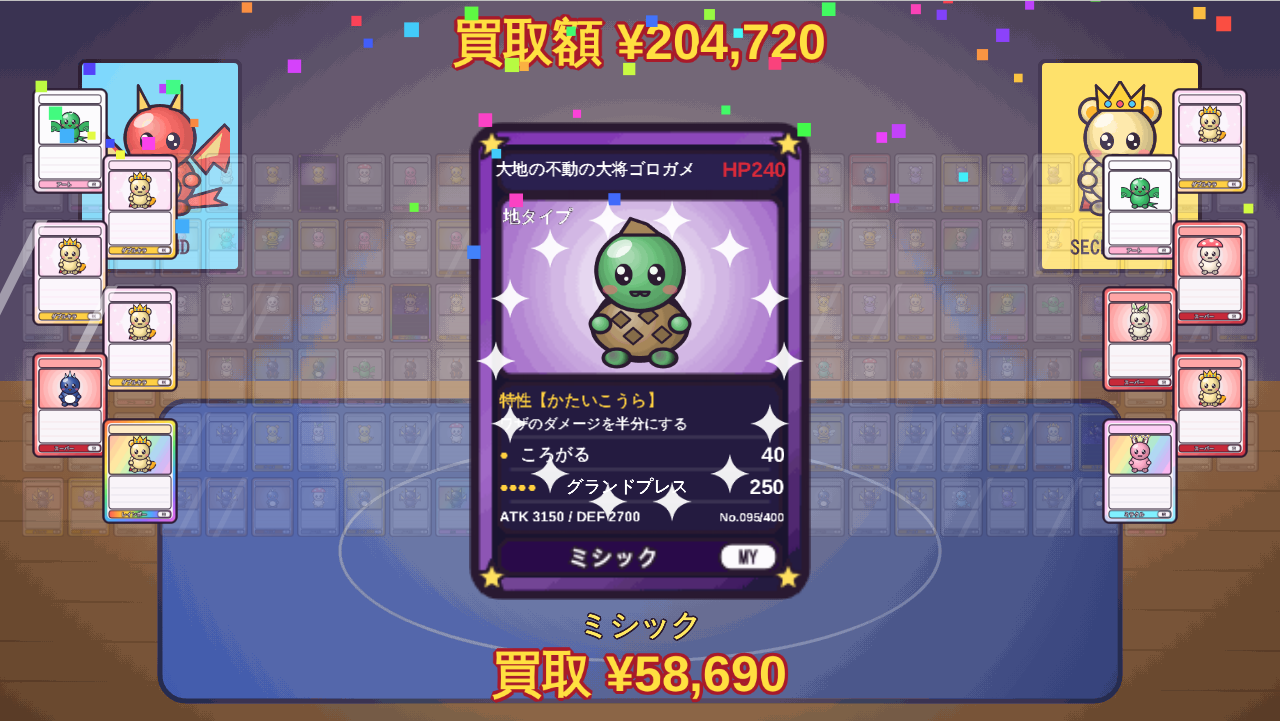 買取額 ¥204,720
大地の不動の大将ゴロガメ HP240
地タイプ
特性【かたいこうら】
ワザのダメージを半分にする
ころがる 40
グランドプレス 250
ATK 3150 / DEF 2700 No.095/400
ミシック MY
ミシック
買取 ¥58,690